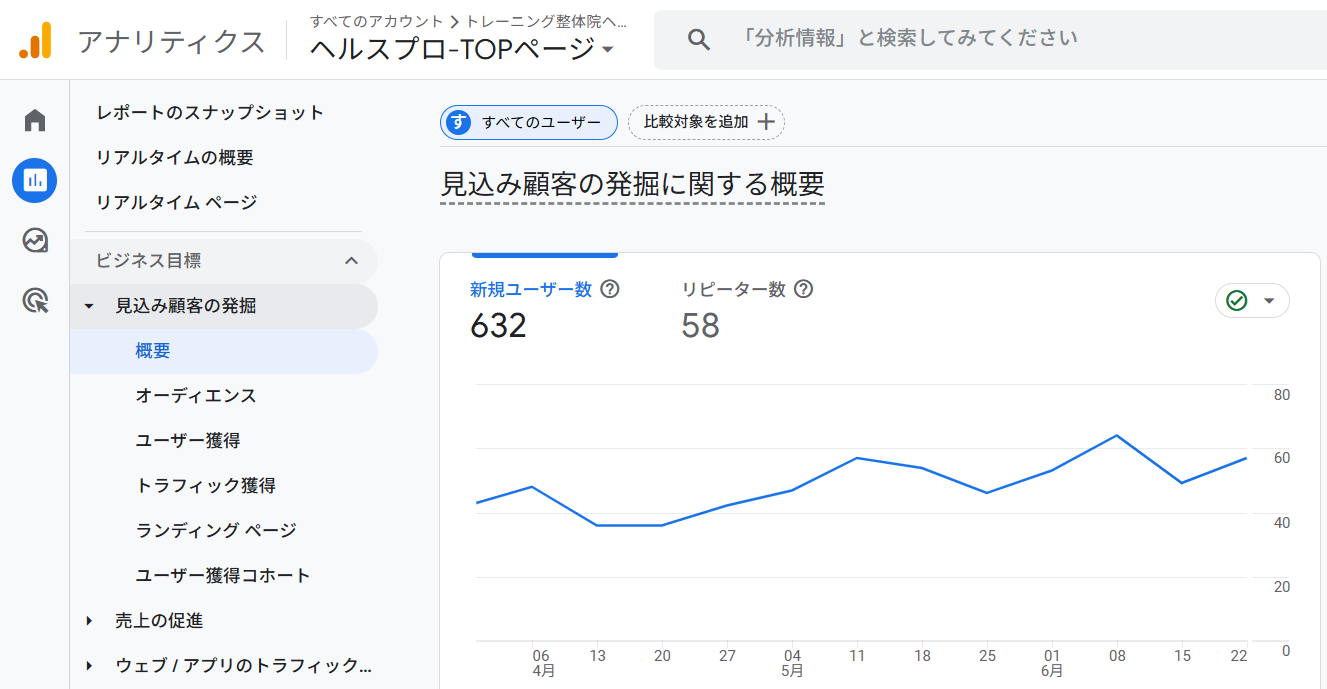 アナリティクス
すべてのアカウント > トレーニング整体院ヘ...
ヘルスプロ-TOPページ
「分析情報」と検索してみてください
レポートのスナップショット
リアルタイムの概要
リアルタイム ページ
ビジネス目標
見込み顧客の発掘
概要
オーディエンス
ユーザー獲得
トラフィック獲得
ランディング ページ
ユーザー獲得コホート
売上の促進
ウェブ / アプリのトラフィック...
す すべてのユーザー
比較対象を追加
見込み顧客の発掘に関する概要
新規ユーザー数
632
リピーター数
58
80
60
40
20
0
06 13 20 27 04 11 18 25 01 08 15 22
4月 5月 6月